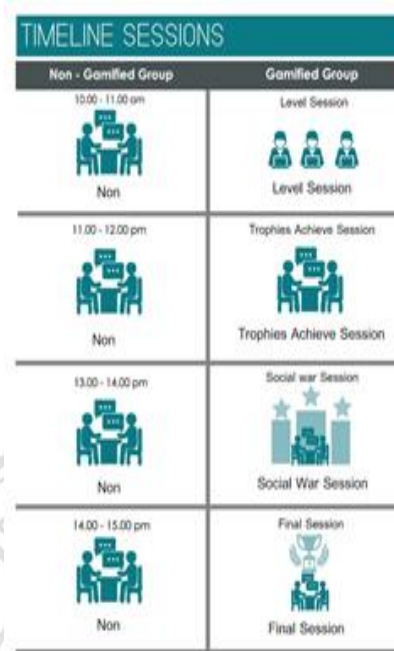 TIMELINE SESSIONS
Non - Gamified Group
Gamified Group
10.00 - 11.00 am
Level Session
Non
Level Session
11.00 - 12.00 pm
Trophies Achieve Session
Non
Trophies Achieve Session
13.00 - 14.00 pm
Social war Session
Non
Social War Session
14.00 - 15.00 pm
Final Session
Non
Final Session